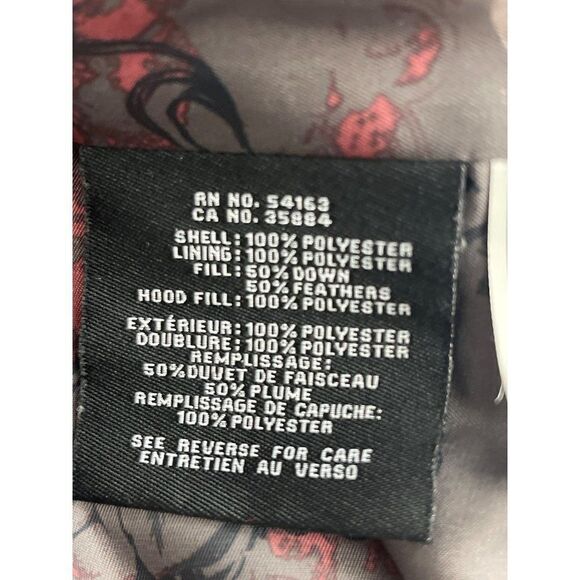 RN NO. 54163
CA NO. 35884
SHELL: 100% POLYESTER
LINING: 100% POLYESTER
FILL: 50% DOWN
50% FEATHERS
HOOD FILL: 100% POLYESTER
EXTÉRIEUR: 100% POLYESTER
DOUBLURE: 100% POLYESTER
REMPLISSAGE:
50% DUVET DE FAISCEAU
50% PLUME
REMPLISSAGE DE CAPUCHE:
100% POLYESTER
SEE REVERSE FOR CARE
ENTRETIEN AU VERSO